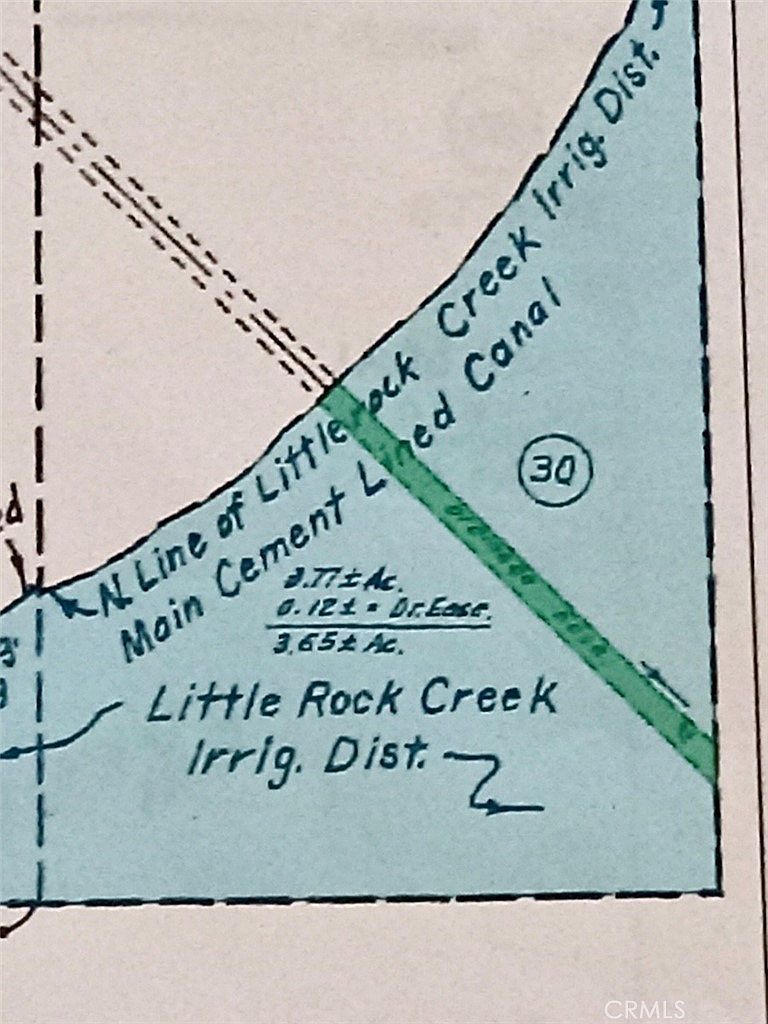 N. Line of Littlerock Creek Irrig. Dist.
Main Cement Lined Canal
30
3.77± Ac.
0.12± = Dr. Ease.
3.65± Ac.
Little Rock Creek
Irrig. Dist.
3'
CRMLS